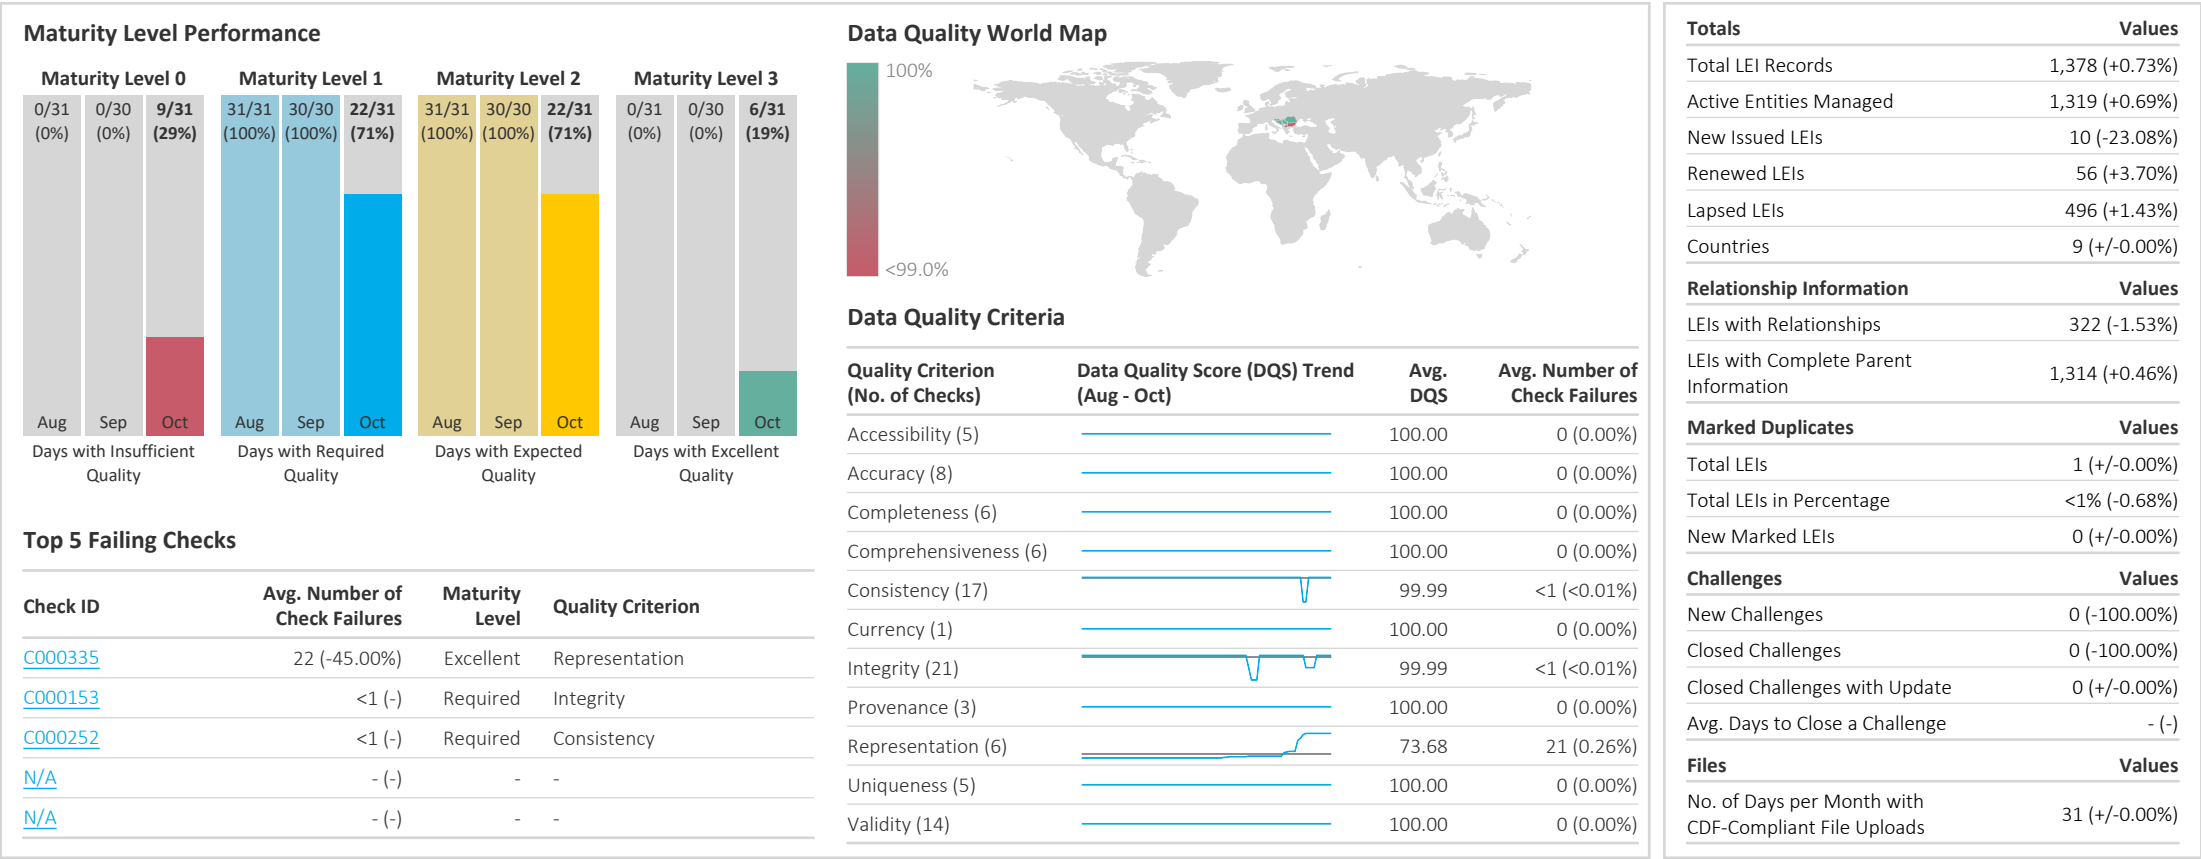 Maturity Level Performance
Maturity Level 0
0/31 0/30 9/31
(0%) (0%) (29%)
Aug Sep Oct
Days with Insufficient
Quality
Maturity Level 1
31/31 30/30 22/31
(100%) (100%) (71%)
Aug Sep Oct
Days with Required
Quality
Maturity Level 2
31/31 30/30 22/31
(100%) (100%) (71%)
Aug Sep Oct
Days with Expected
Quality
Maturity Level 3
0/31 0/30 6/31
(0%) (0%) (19%)
Aug Sep Oct
Days with Excellent
Quality
Top 5 Failing Checks
Check ID Avg. Number of Check Failures Maturity Level Quality Criterion
C000335 22 (-45.00%) Excellent Representation
C000153 <1 (-) Required Integrity
C000252 <1 (-) Required Consistency
N/A - (-) - -
N/A - (-) - -
Data Quality World Map
100%
<99.0%
Data Quality Criteria
Quality Criterion Data Quality Score (DQS) Trend Avg. Avg. Number of
(No. of Checks) (Aug - Oct) DQS Check Failures
Accessibility (5) 100.00 0 (0.00%)
Accuracy (8) 100.00 0 (0.00%)
Completeness (6) 100.00 0 (0.00%)
Comprehensiveness (6) 100.00 0 (0.00%)
Consistency (17) 99.99 <1 (<0.01%)
Currency (1) 100.00 0 (0.00%)
Integrity (21) 99.99 <1 (<0.01%)
Provenance (3) 100.00 0 (0.00%)
Representation (6) 73.68 21 (0.26%)
Uniqueness (5) 100.00 0 (0.00%)
Validity (14) 100.00 0 (0.00%)
Totals Values
Total LEI Records 1,378 (+0.73%)
Active Entities Managed 1,319 (+0.69%)
New Issued LEIs 10 (-23.08%)
Renewed LEIs 56 (+3.70%)
Lapsed LEIs 496 (+1.43%)
Countries 9 (+/-0.00%)
Relationship Information Values
LEIs with Relationships 322 (-1.53%)
LEIs with Complete Parent
Information 1,314 (+0.46%)
Marked Duplicates Values
Total LEIs 1 (+/-0.00%)
Total LEIs in Percentage <1% (-0.68%)
New Marked LEIs 0 (+/-0.00%)
Challenges Values
New Challenges 0 (-100.00%)
Closed Challenges 0 (-100.00%)
Closed Challenges with Update 0 (+/-0.00%)
Avg. Days to Close a Challenge - (-)
Files Values
No. of Days per Month with
CDF-Compliant File Uploads 31 (+/-0.00%)